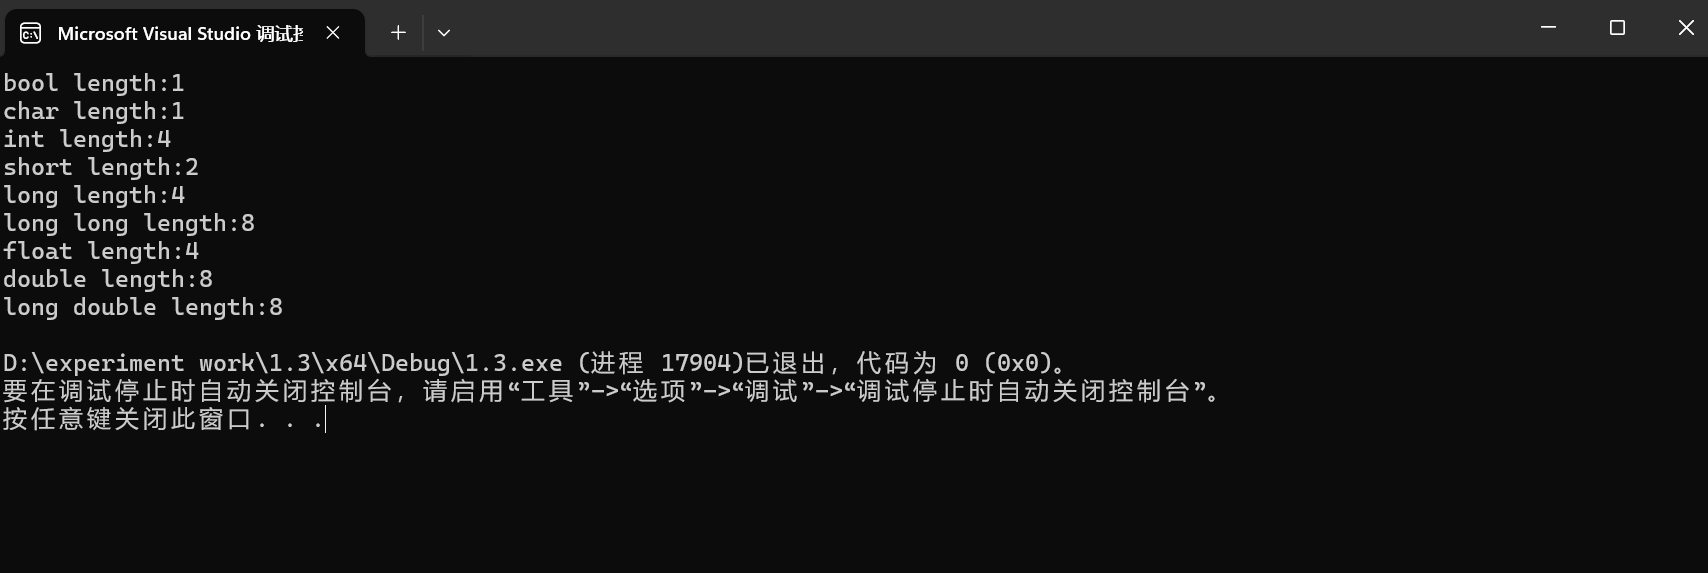 Microsoft Visual Studio 调试
bool length:1
char length:1
int length:4
short length:2
long length:4
long long length:8
float length:4
double length:8
long double length:8
D:\experiment work\1.3\x64\Debug\1.3.exe (进程 17904)已退出，代码为 0 (0x0)。
要在调试停止时自动关闭控制台，请启用“工具”->“选项”->“调试”->“调试停止时自动关闭控制台”。
按任意键关闭此窗口. . .